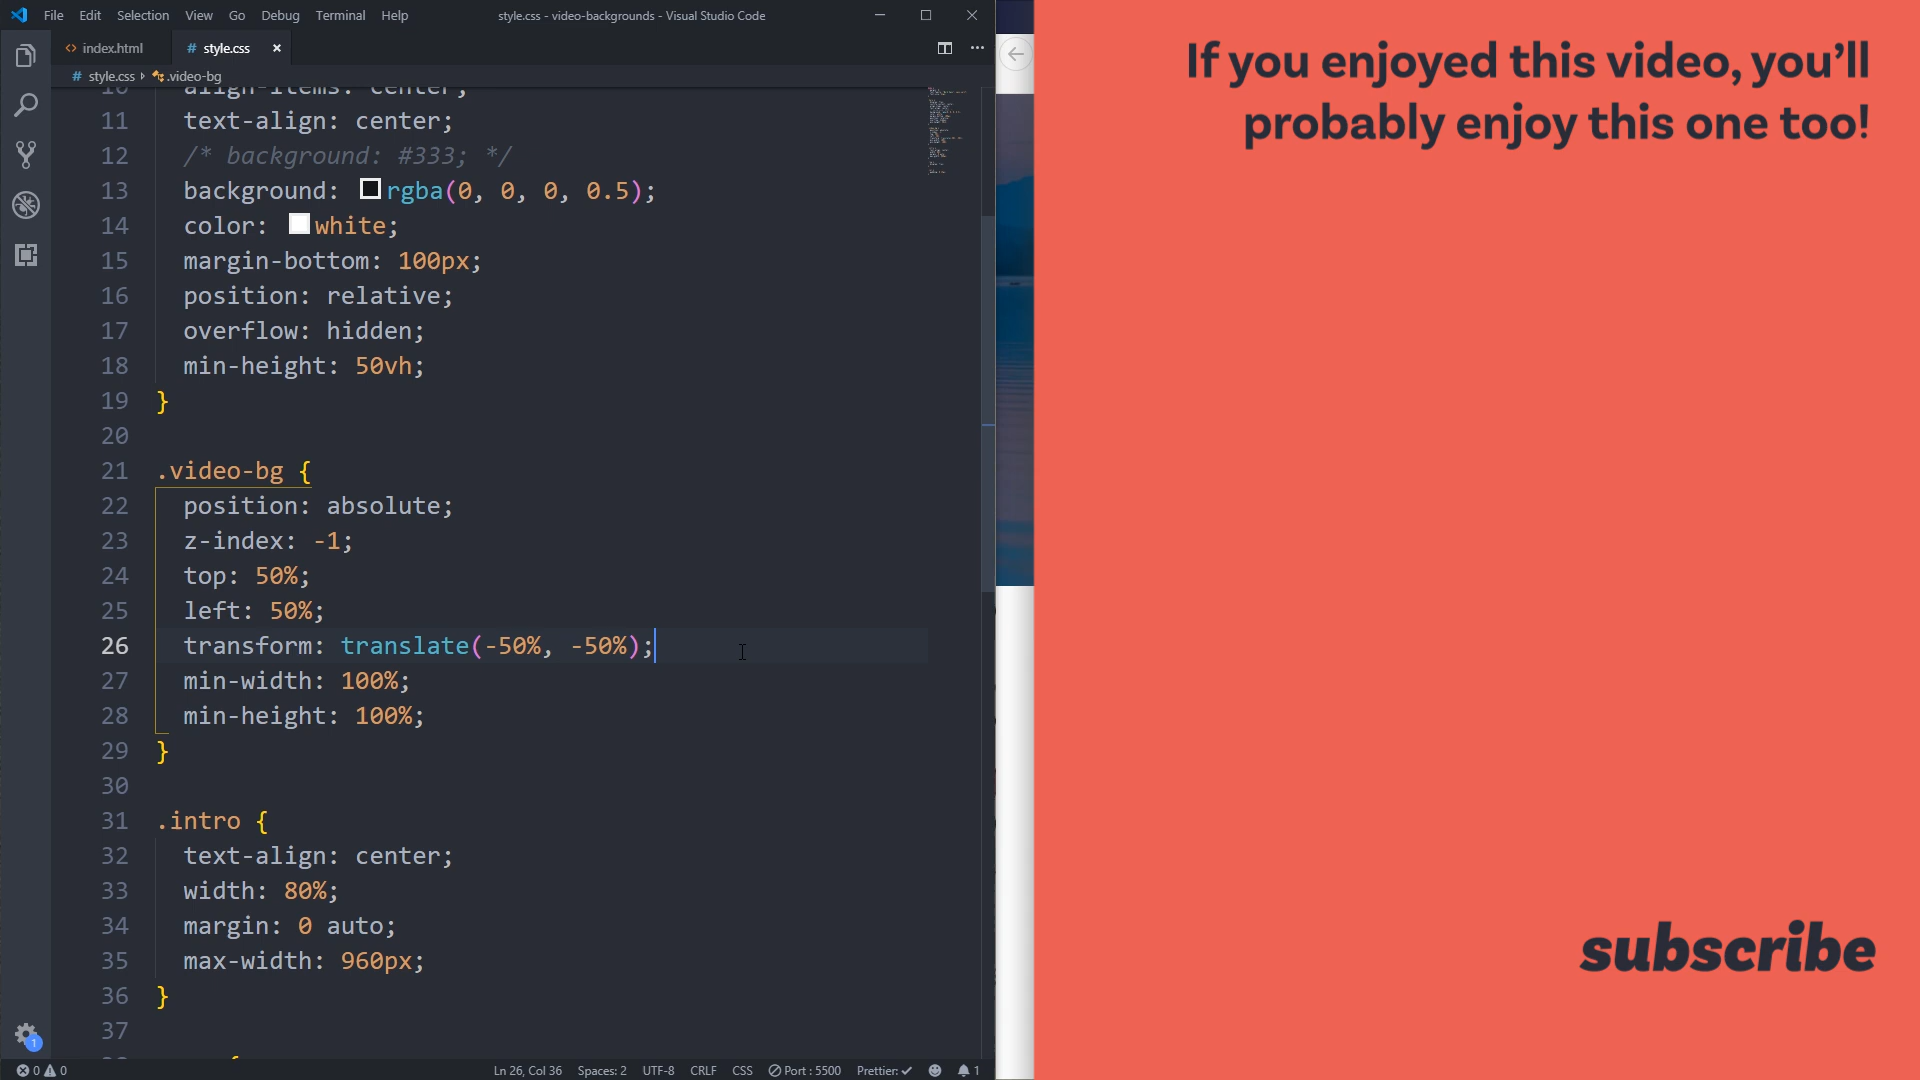 File Edit Selection View Go Debug Terminal Help
style.css - video-backgrounds - Visual Studio Code
index.html
# style.css
# style.css .video-bg
10 align-items: center;
11 text-align: center;
12 /* background: #333; */
13 background: rgba(0, 0, 0, 0.5);
14 color: white;
15 margin-bottom: 100px;
16 position: relative;
17 overflow: hidden;
18 min-height: 50vh;
19 }
20
21 .video-bg {
22 position: absolute;
23 z-index: -1;
24 top: 50%;
25 left: 50%;
26 transform: translate(-50%, -50%);
27 min-width: 100%;
28 min-height: 100%;
29 }
30
31 .intro {
32 text-align: center;
33 width: 80%;
34 margin: 0 auto;
35 max-width: 960px;
36 }
37
1
0 0
Ln 26, Col 36 Spaces: 2 UTF-8 CRLF CSS Port : 5500 Prettier: 1
If you enjoyed this video, you’ll
probably enjoy this one too!
subscribe